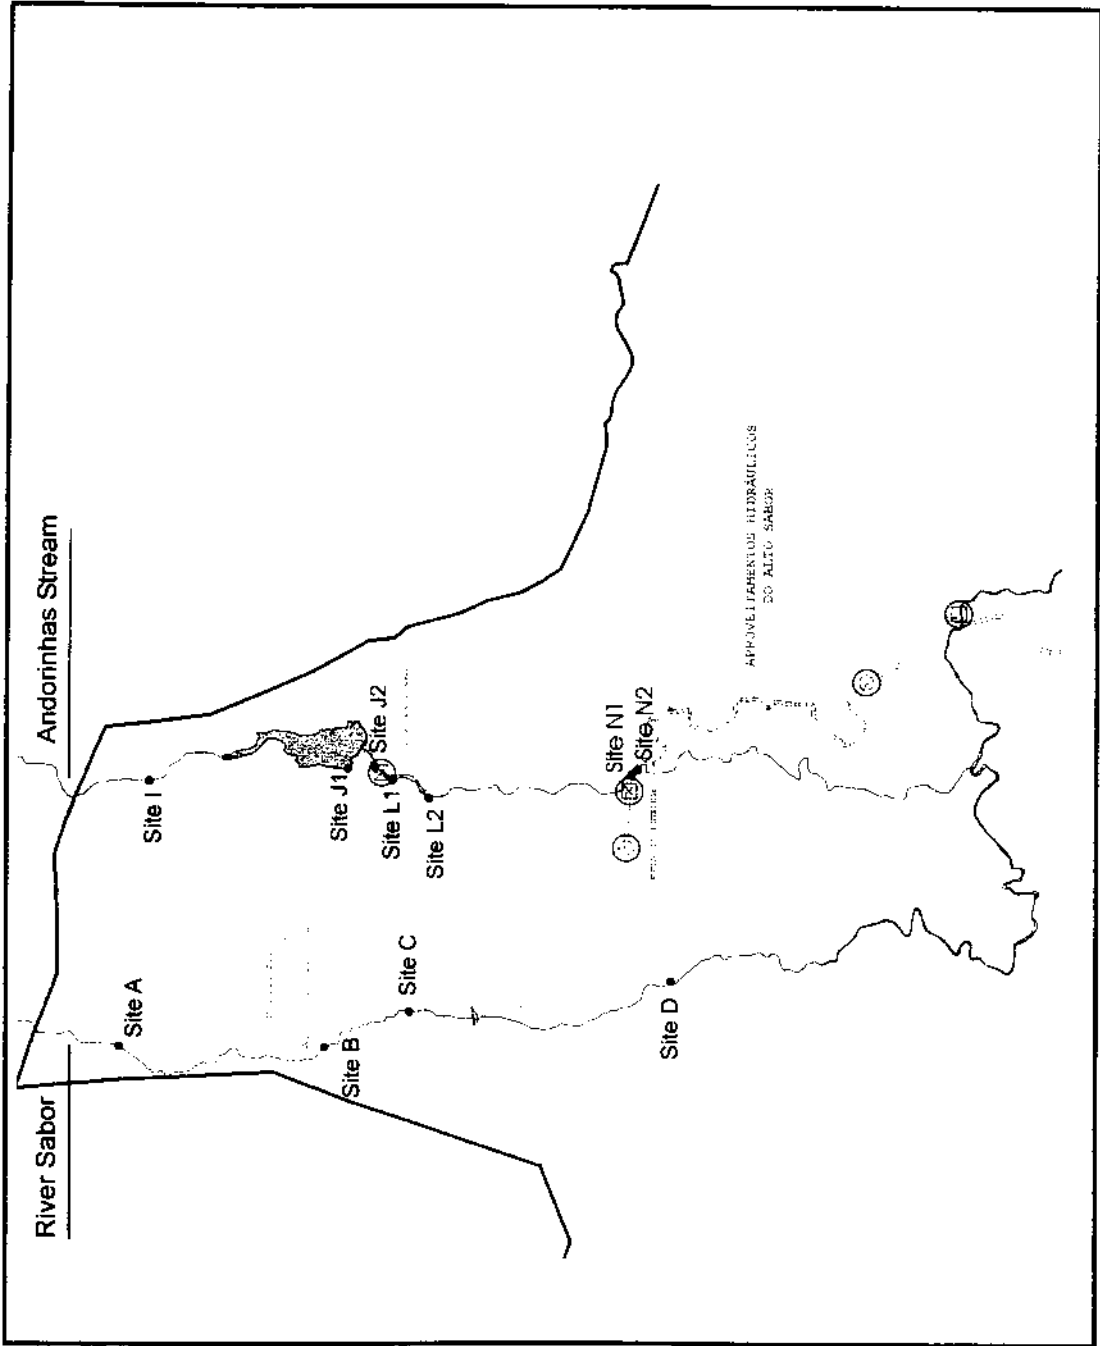 River Sabor
Andorinhas Stream
Site A
Site B
Site C
Site D
Site I
Site J1
Site J2
Site L1
Site L2
Site N1
Site N2
APROVEITAMENTOS HIDRÁULICOS
DO ALTO SABOR